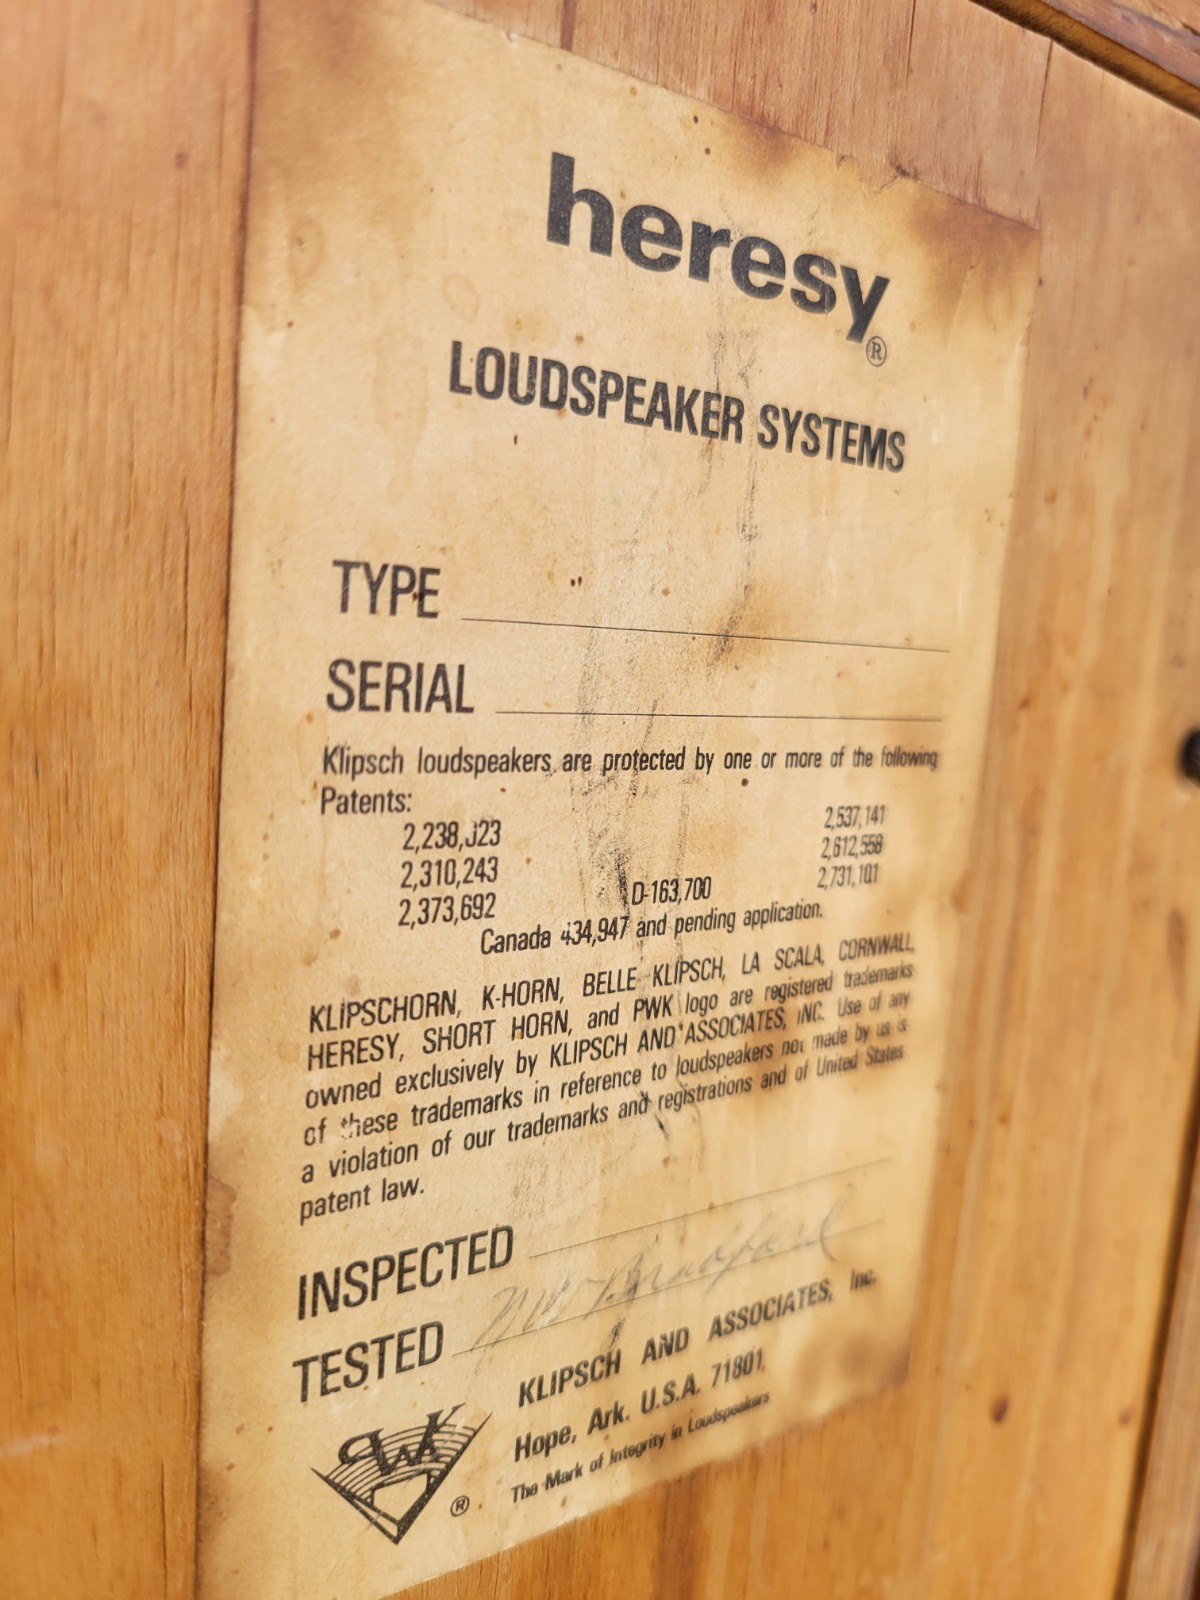 heresy®
LOUDSPEAKER SYSTEMS
TYPE
SERIAL
Klipsch loudspeakers are protected by one or more of the following
Patents:
2,238,023 2,537,141
2,310,243 2,612,558
2,373,692 D-163,700 2,731,101
Canada 434,947 and pending application.
KLIPSCHORN, K-HORN, BELLE KLIPSCH, LA SCALA, CORNWALL,
HERESY, SHORT HORN, and PWK logo are registered trademarks
owned exclusively by KLIPSCH AND ASSOCIATES, INC. Use of any
of these trademarks in reference to loudspeakers not made by us is
a violation of our trademarks and registrations and of United States
patent law.
INSPECTED
TESTED Bradford
KLIPSCH AND ASSOCIATES, Inc.
Hope, Ark. U.S.A. 71801
The Mark of Integrity in Loudspeakers
PWK ®